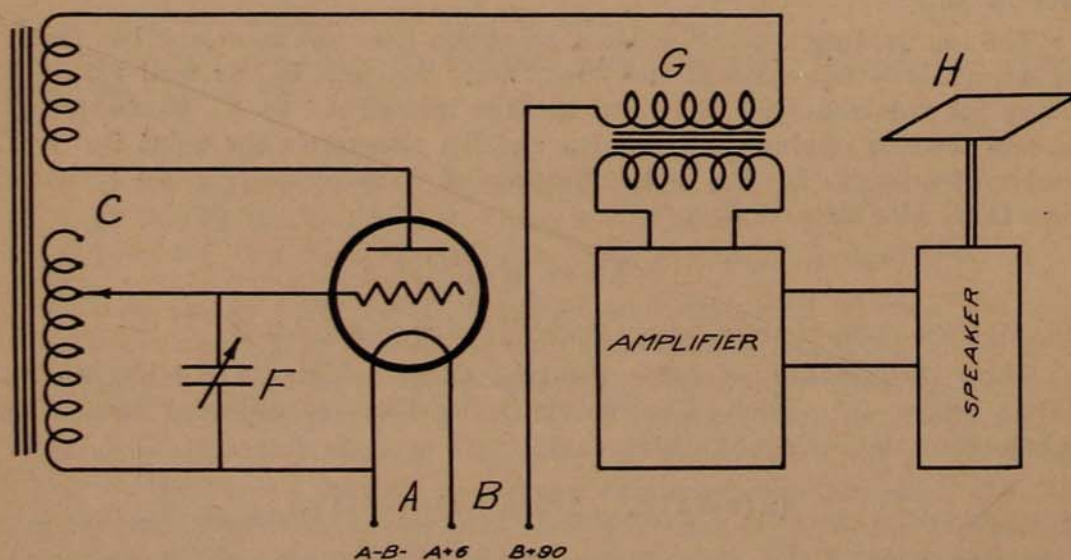 G
H
C
AMPLIFIER
SPEAKER
F
A
B
A-B-
A+6
B+90